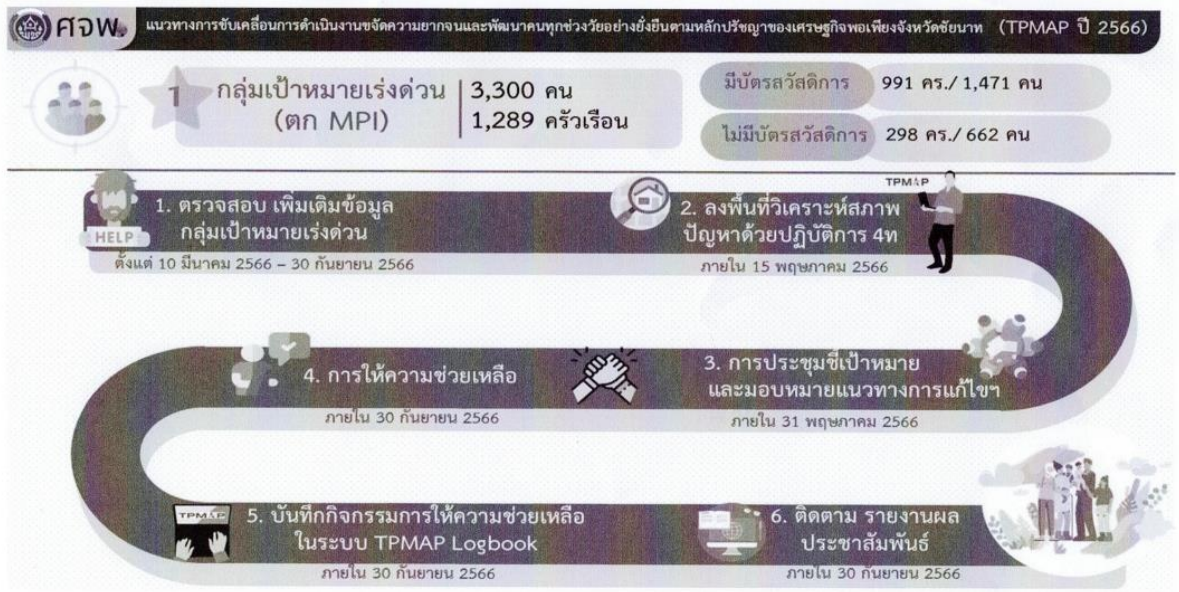 ศจพ.
แนวทางการขับเคลื่อนการดำเนินงานขจัดความยากจนและพัฒนาคนทุกช่วงวัยอย่างยั่งยืนตามหลักปรัชญาของเศรษฐกิจพอเพียงจังหวัดชัยนาท (TPMAP ปี 2566)
1 กลุ่มเป้าหมายเร่งด่วน
(ตก MPI)
3,300 คน
1,289 ครัวเรือน
มีบัตรสวัสดิการ 991 คร./ 1,471 คน
ไม่มีบัตรสวัสดิการ 298 คร./ 662 คน
HELP
1. ตรวจสอบ เพิ่มเติมข้อมูล
กลุ่มเป้าหมายเร่งด่วน
ตั้งแต่ 10 มีนาคม 2566 – 30 กันยายน 2566
TPMAP
2. ลงพื้นที่วิเคราะห์สภาพ
ปัญหาด้วยปฏิบัติการ 4ท
ภายใน 15 พฤษภาคม 2566
3. การประชุมชี้เป้าหมาย
และมอบหมายแนวทางการแก้ไขฯ
ภายใน 31 พฤษภาคม 2566
4. การให้ความช่วยเหลือ
ภายใน 30 กันยายน 2566
TPMAP
5. บันทึกกิจกรรมการให้ความช่วยเหลือ
ในระบบ TPMAP Logbook
ภายใน 30 กันยายน 2566
6. ติดตาม รายงานผล
ประชาสัมพันธ์
ภายใน 30 กันยายน 2566